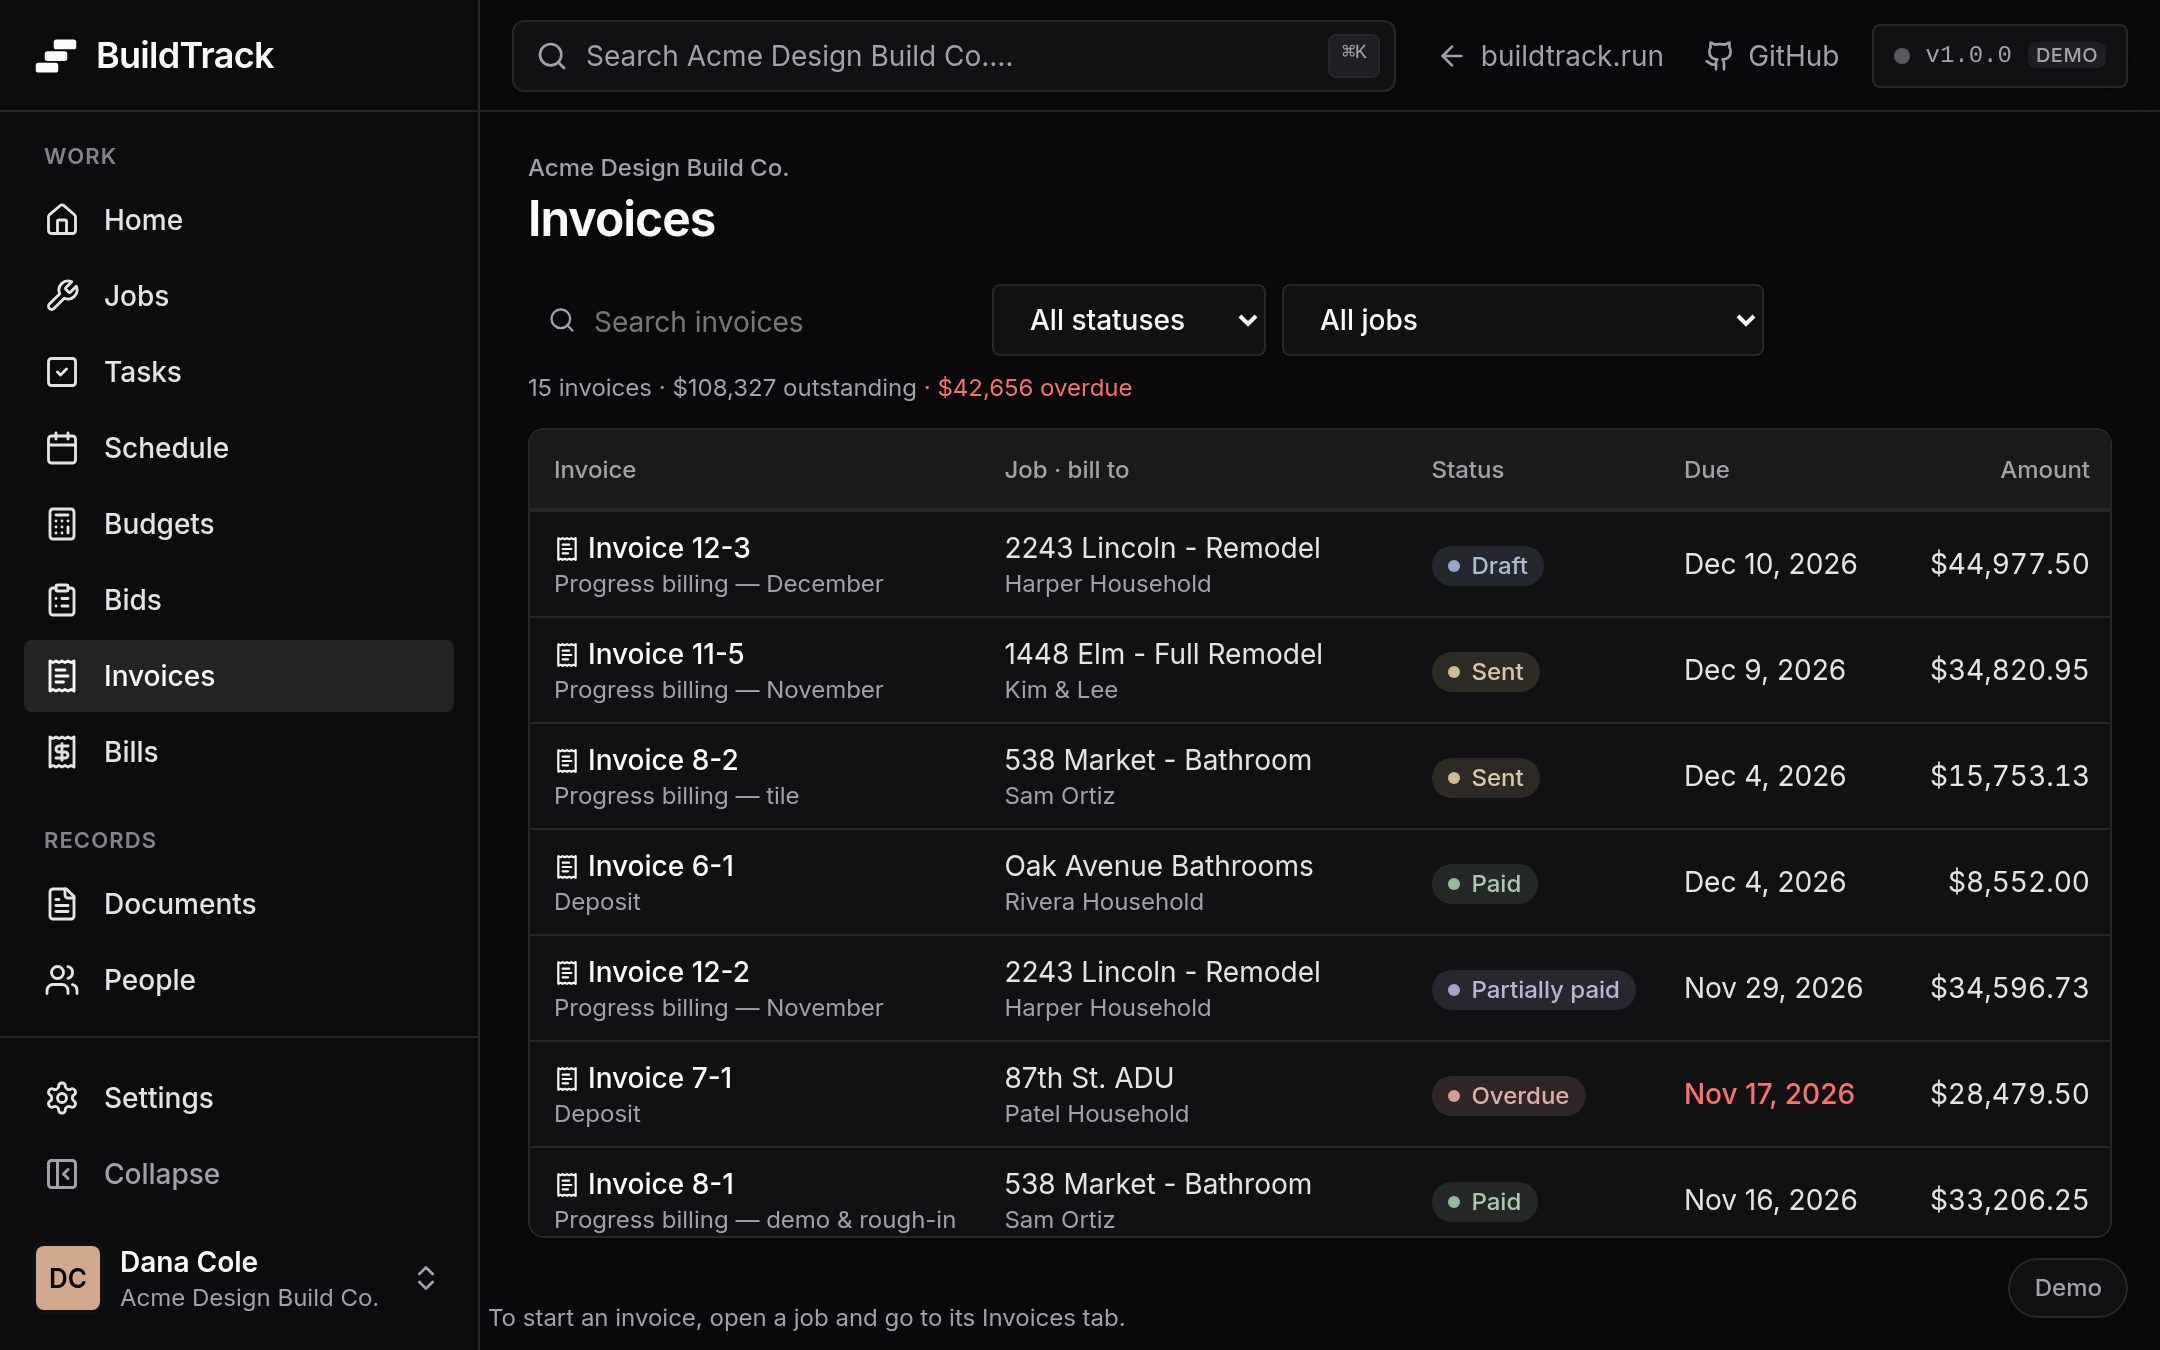 BuildTrack
Search Acme Design Build Co.... ⌘K
buildtrack.run
GitHub
v1.0.0 DEMO
WORK
Home
Jobs
Tasks
Schedule
Budgets
Bids
Invoices
Bills
RECORDS
Documents
People
Settings
Collapse
DC
Dana Cole
Acme Design Build Co.
Acme Design Build Co.
Invoices
Search invoices
All statuses
All jobs
15 invoices · $108,327 outstanding · $42,656 overdue
Invoice Job · bill to Status Due Amount
Invoice 12-3 2243 Lincoln - Remodel Draft Dec 10, 2026 $44,977.50
Progress billing — December Harper Household
Invoice 11-5 1448 Elm - Full Remodel Sent Dec 9, 2026 $34,820.95
Progress billing — November Kim & Lee
Invoice 8-2 538 Market - Bathroom Sent Dec 4, 2026 $15,753.13
Progress billing — tile Sam Ortiz
Invoice 6-1 Oak Avenue Bathrooms Paid Dec 4, 2026 $8,552.00
Deposit Rivera Household
Invoice 12-2 2243 Lincoln - Remodel Partially paid Nov 29, 2026 $34,596.73
Progress billing — November Harper Household
Invoice 7-1 87th St. ADU Overdue Nov 17, 2026 $28,479.50
Deposit Patel Household
Invoice 8-1 538 Market - Bathroom Paid Nov 16, 2026 $33,206.25
Progress billing — demo & rough-in Sam Ortiz
Demo
To start an invoice, open a job and go to its Invoices tab.